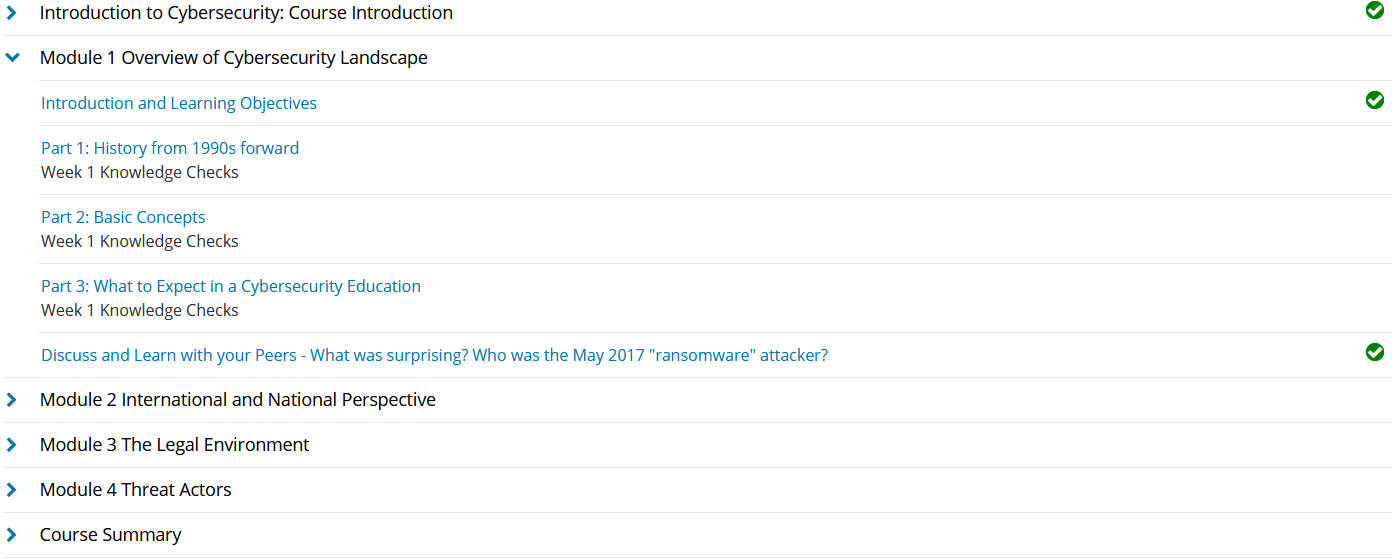 Introduction to Cybersecurity: Course Introduction
Module 1 Overview of Cybersecurity Landscape
Introduction and Learning Objectives
Part 1: History from 1990s forward
Week 1 Knowledge Checks
Part 2: Basic Concepts
Week 1 Knowledge Checks
Part 3: What to Expect in a Cybersecurity Education
Week 1 Knowledge Checks
Discuss and Learn with your Peers - What was surprising? Who was the May 2017 "ransomware" attacker?
Module 2 International and National Perspective
Module 3 The Legal Environment
Module 4 Threat Actors
Course Summary